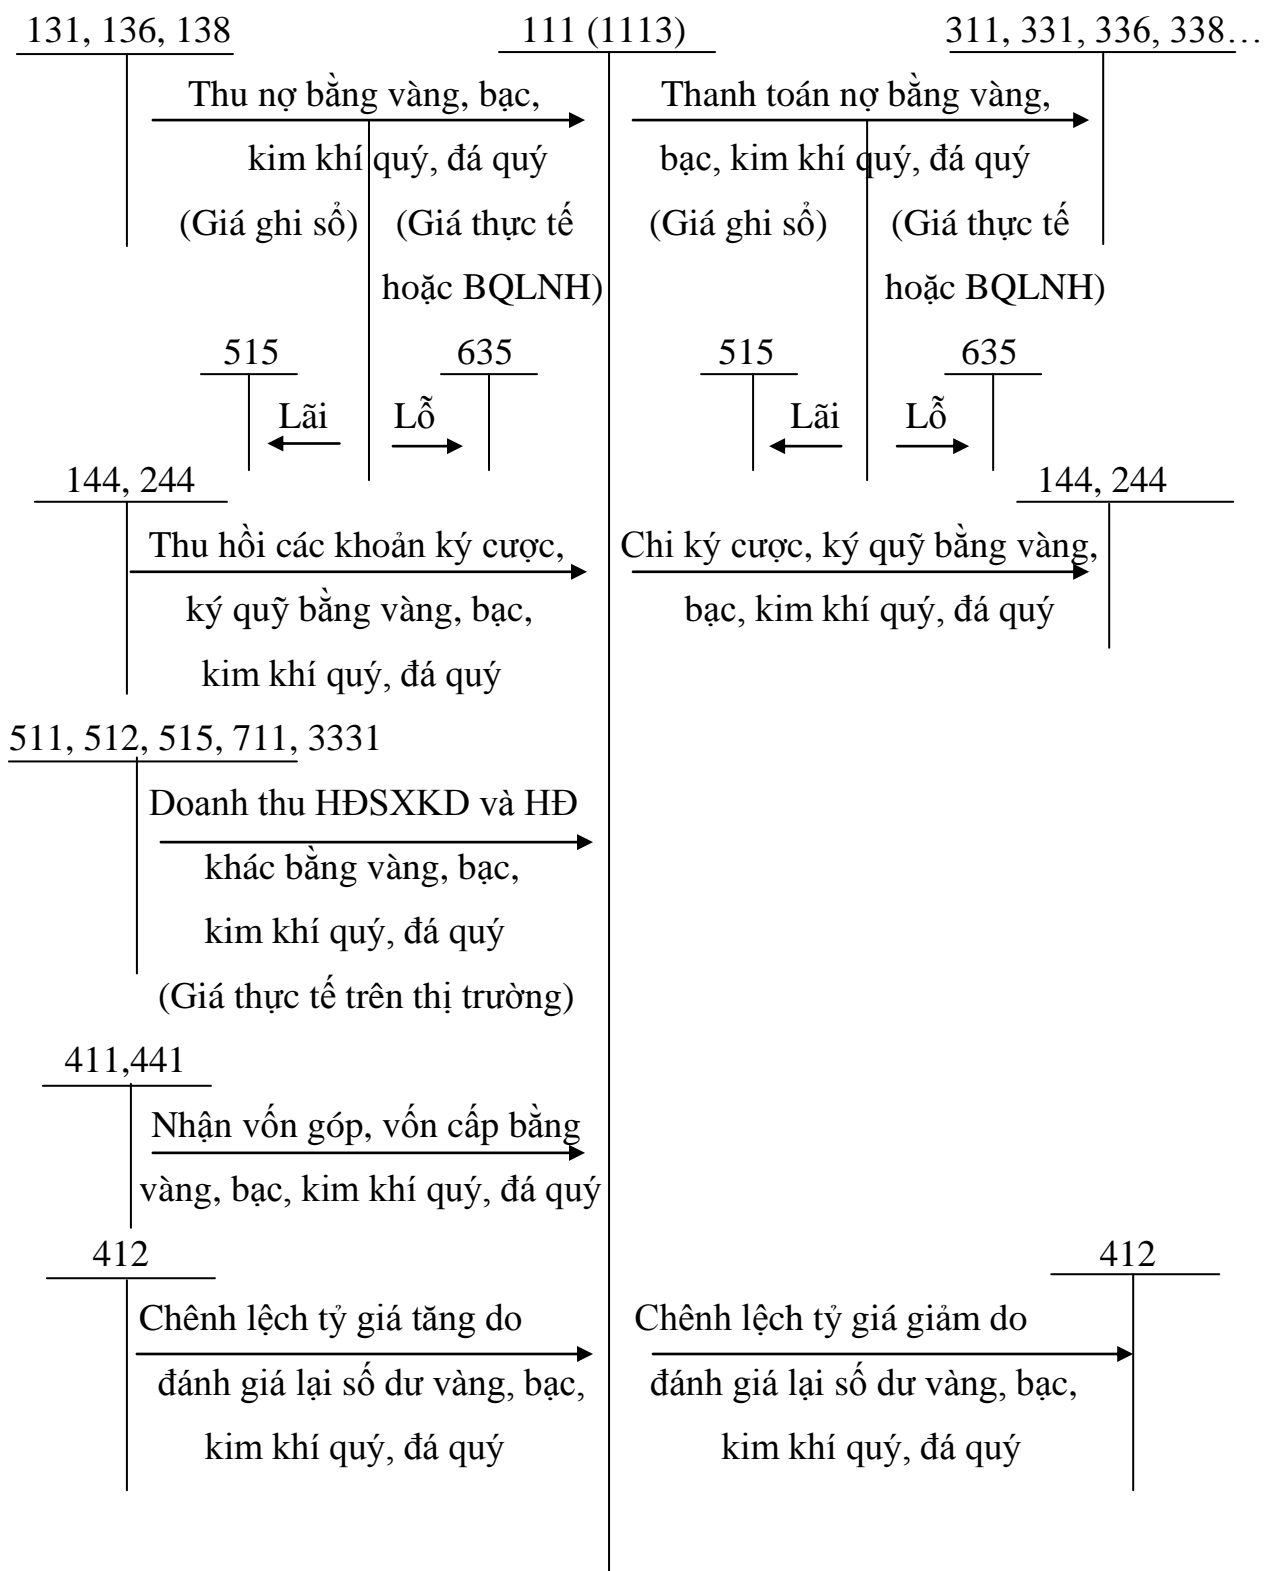 131, 136, 138
111 (1113)
311, 331, 336, 338…
Thu nợ bằng vàng, bạc,
kim khí quý, đá quý
(Giá ghi sổ)
(Giá thực tế
hoặc BQLNH)
Thanh toán nợ bằng vàng,
bạc, kim khí quý, đá quý
(Giá ghi sổ)
(Giá thực tế
hoặc BQLNH)
515
635
515
635
Lãi
Lỗ
Lãi
Lỗ
144, 244
144, 244
Thu hồi các khoản ký cược,
ký quỹ bằng vàng, bạc,
kim khí quý, đá quý
Chi ký cược, ký quỹ bằng vàng,
bạc, kim khí quý, đá quý
511, 512, 515, 711, 3331
Doanh thu HĐSXKD và HĐ
khác bằng vàng, bạc,
kim khí quý, đá quý
(Giá thực tế trên thị trường)
411,441
Nhận vốn góp, vốn cấp bằng
vàng, bạc, kim khí quý, đá quý
412
412
Chênh lệch tỷ giá tăng do
đánh giá lại số dư vàng, bạc,
kim khí quý, đá quý
Chênh lệch tỷ giá giảm do
đánh giá lại số dư vàng, bạc,
kim khí quý, đá quý